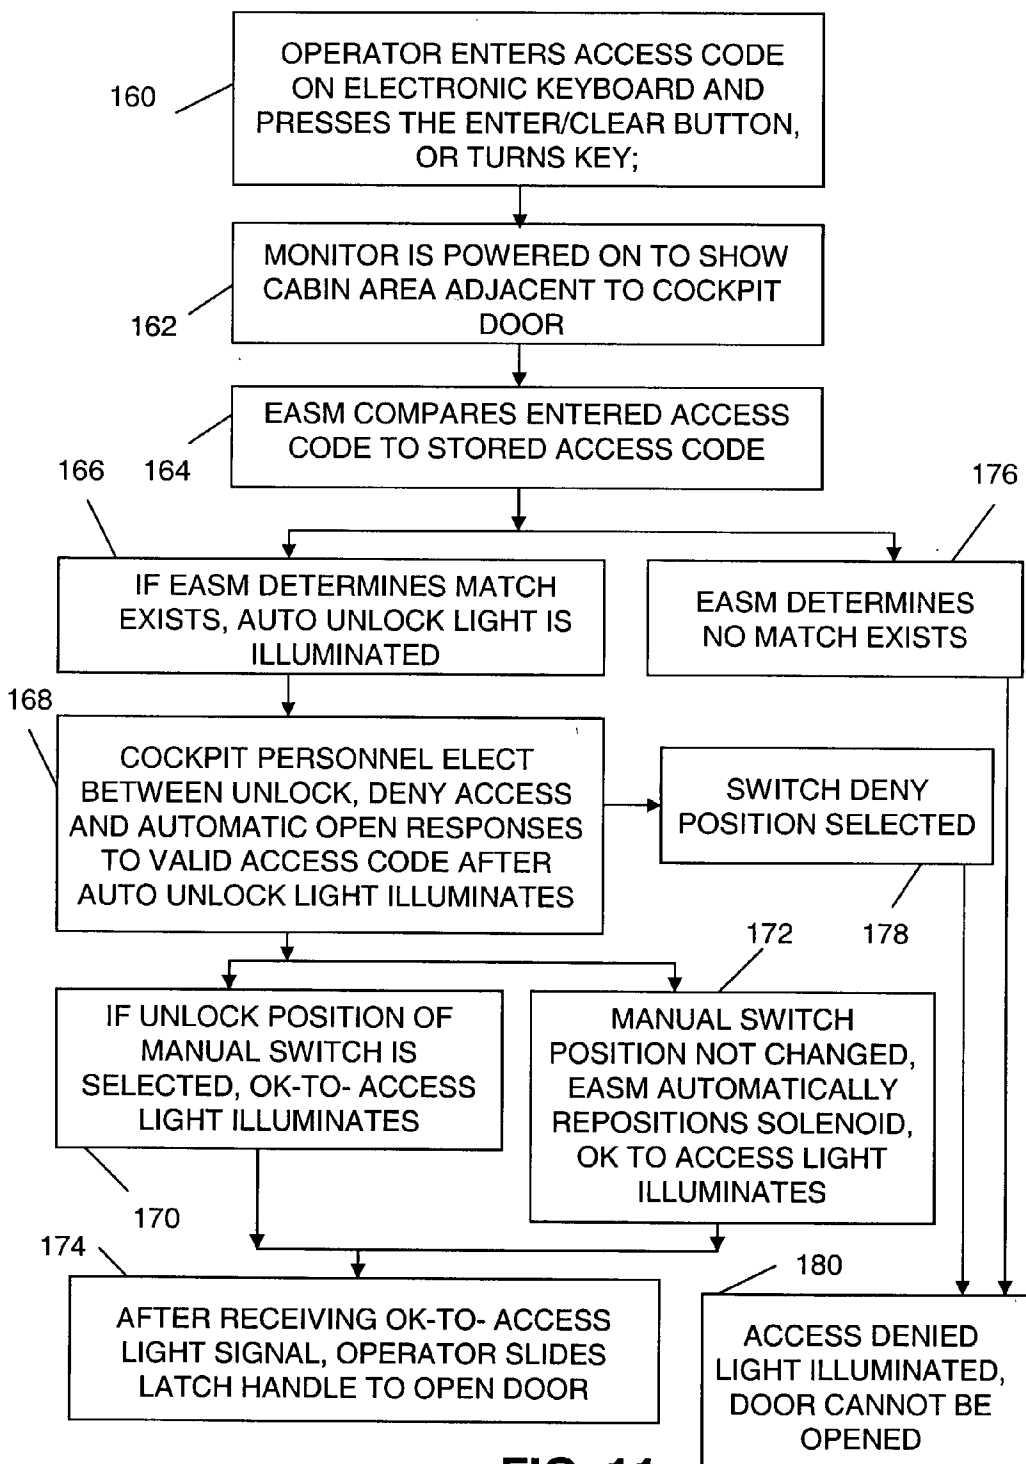 OPERATOR ENTERS ACCESS CODE
ON ELECTRONIC KEYBOARD AND
PRESSES THE ENTER/CLEAR BUTTON,
OR TURNS KEY;
160
MONITOR IS POWERED ON TO SHOW
CABIN AREA ADJACENT TO COCKPIT
DOOR
162
EASM COMPARES ENTERED ACCESS
CODE TO STORED ACCESS CODE
164
166
176
IF EASM DETERMINES MATCH
EXISTS, AUTO UNLOCK LIGHT IS
ILLUMINATED
EASM DETERMINES
NO MATCH EXISTS
168
COCKPIT PERSONNEL ELECT
BETWEEN UNLOCK, DENY ACCESS
AND AUTOMATIC OPEN RESPONSES
TO VALID ACCESS CODE AFTER
AUTO UNLOCK LIGHT ILLUMINATES
SWITCH DENY
POSITION SELECTED
178
172
IF UNLOCK POSITION OF
MANUAL SWITCH IS
SELECTED, OK-TO- ACCESS
LIGHT ILLUMINATES
170
MANUAL SWITCH
POSITION NOT CHANGED,
EASM AUTOMATICALLY
REPOSITIONS SOLENOID,
OK TO ACCESS LIGHT
ILLUMINATES
174
AFTER RECEIVING OK-TO- ACCESS
LIGHT SIGNAL, OPERATOR SLIDES
LATCH HANDLE TO OPEN DOOR
180
ACCESS DENIED
LIGHT ILLUMINATED,
DOOR CANNOT BE
OPENED
FIG. 11